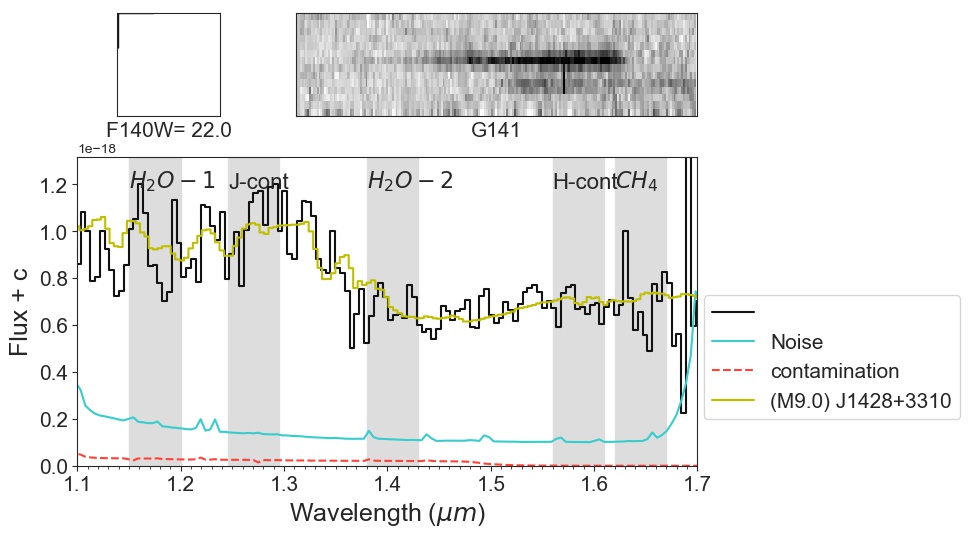 F140W= 22.0
G141
1e−18
H₂O − 1 J-cont H₂O − 2 H-cont CH₄
1.2
1.0
0.8
0.6
0.4
0.2
0.0
Flux + c
1.1 1.2 1.3 1.4 1.5 1.6 1.7
Wavelength (μm)
Noise
contamination
(M9.0) J1428+3310